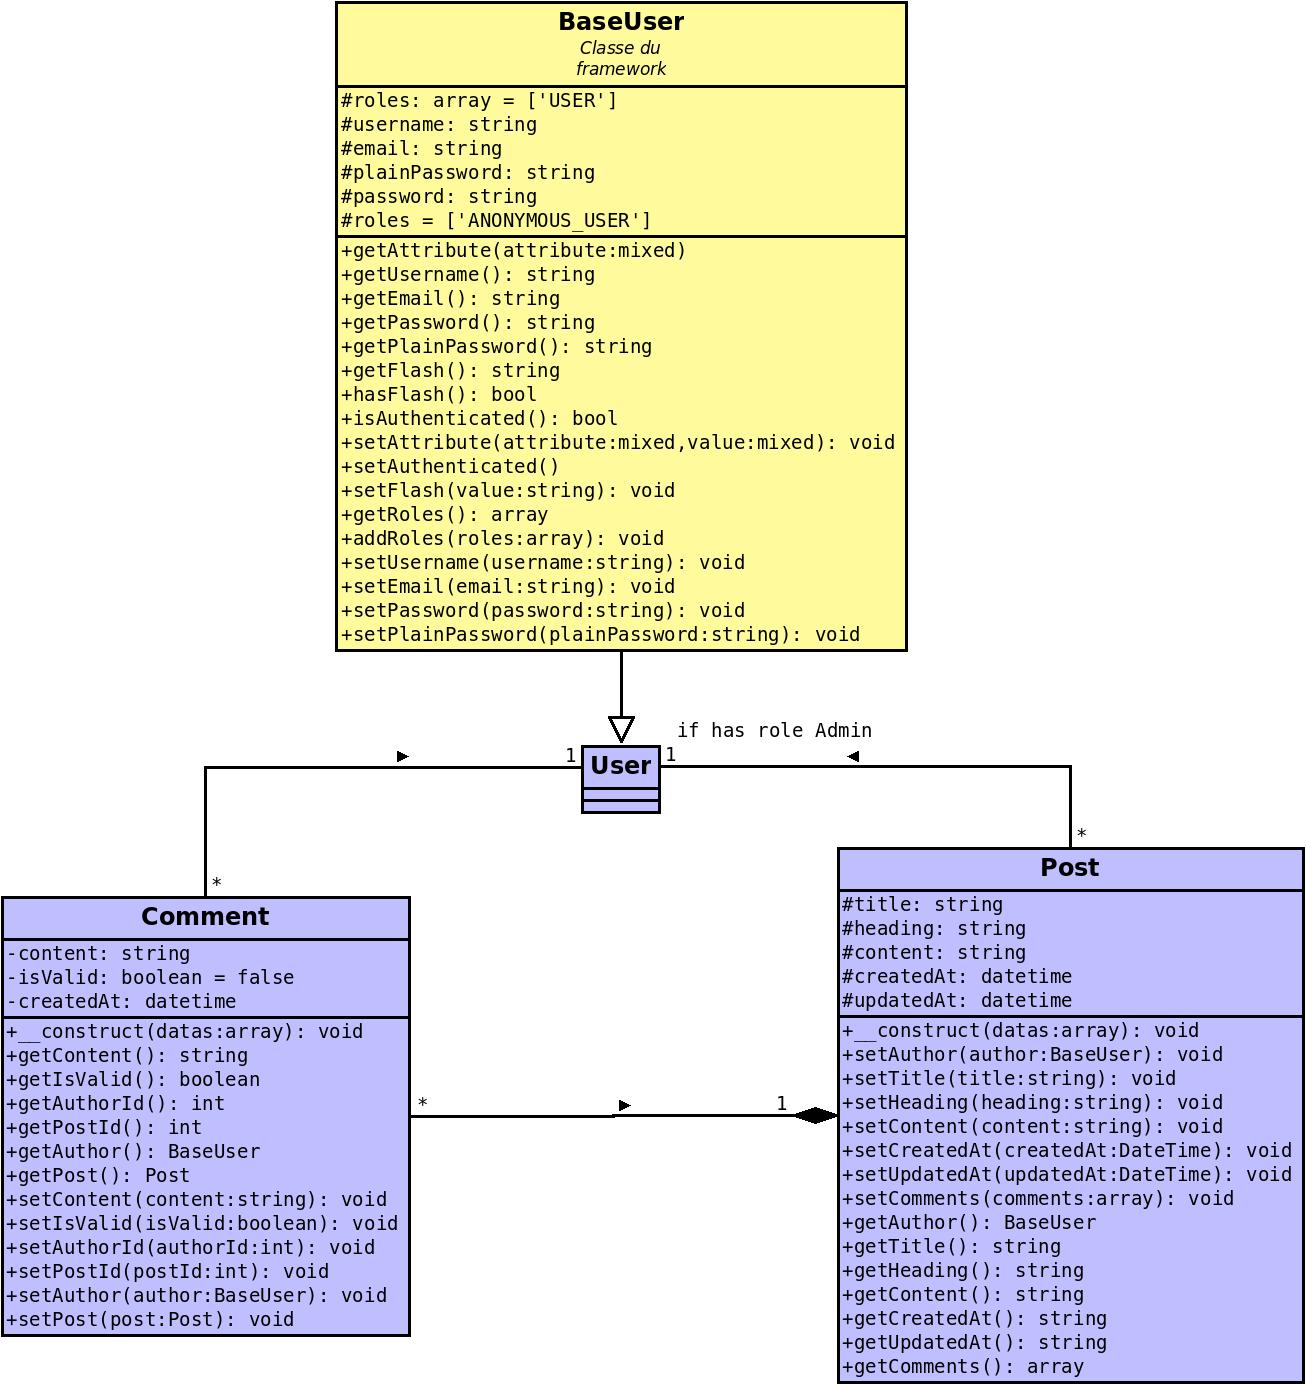 BaseUser
Classe du
framework
#roles: array = ['USER']
#username: string
#email: string
#plainPassword: string
#password: string
#roles = ['ANONYMOUS_USER']
+getAttribute(attribute:mixed)
+getUsername(): string
+getEmail(): string
+getPassword(): string
+getPlainPassword(): string
+getFlash(): string
+hasFlash(): bool
+isAuthenticated(): bool
+setAttribute(attribute:mixed,value:mixed): void
+setAuthenticated()
+setFlash(value:string): void
+getRoles(): array
+addRoles(roles:array): void
+setUsername(username:string): void
+setEmail(email:string): void
+setPassword(password:string): void
+setPlainPassword(plainPassword:string): void
if has role Admin
1
User
1
*
*
Comment
-content: string
-isValid: boolean = false
-createdAt: datetime
+__construct(datas:array): void
+getContent(): string
+getIsValid(): boolean
+getAuthorId(): int
+getPostId(): int
+getAuthor(): BaseUser
+getPost(): Post
+setContent(content:string): void
+setIsValid(isValid:boolean): void
+setAuthorId(authorId:int): void
+setPostId(postId:int): void
+setAuthor(author:BaseUser): void
+setPost(post:Post): void
*
1
Post
#title: string
#heading: string
#content: string
#createdAt: datetime
#updatedAt: datetime
+__construct(datas:array): void
+setAuthor(author:BaseUser): void
+setTitle(title:string): void
+setHeading(heading:string): void
+setContent(content:string): void
+setCreatedAt(createdAt:DateTime): void
+setUpdatedAt(updatedAt:DateTime): void
+setComments(comments:array): void
+getAuthor(): BaseUser
+getTitle(): string
+getHeading(): string
+getContent(): string
+getCreatedAt(): string
+getUpdatedAt(): string
+getComments(): array